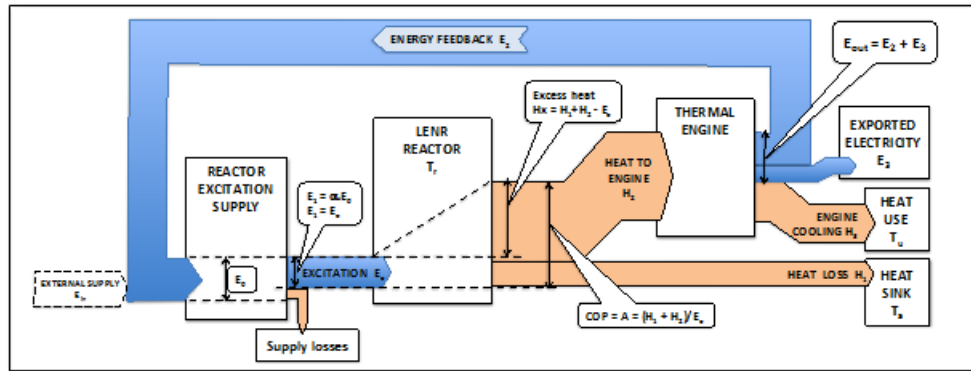 ENERGY FEEDBACK E₂
Eout = E₂ + E₃
Excess heat
Hx = H₁+ H₂ - Eₑ
THERMAL
ENGINE
LENR
REACTOR
Tr
EXPORTED
ELECTRICITY
E₃
REACTOR
EXCITATION
SUPPLY
HEAT TO
ENGINE
H₂
E₁ = αₑE₀
E₁ = Eₑ
HEAT
USE
Tᵤ
ENGINE
COOLING H₃
EXTERNAL SUPPLY
Eᵢₙ
E₀
EXCITATION Eₑ
HEAT LOSS H₁
HEAT
SINK
Tₐ
COP = A = (H₁ + H₂)/ Eₑ
Supply losses